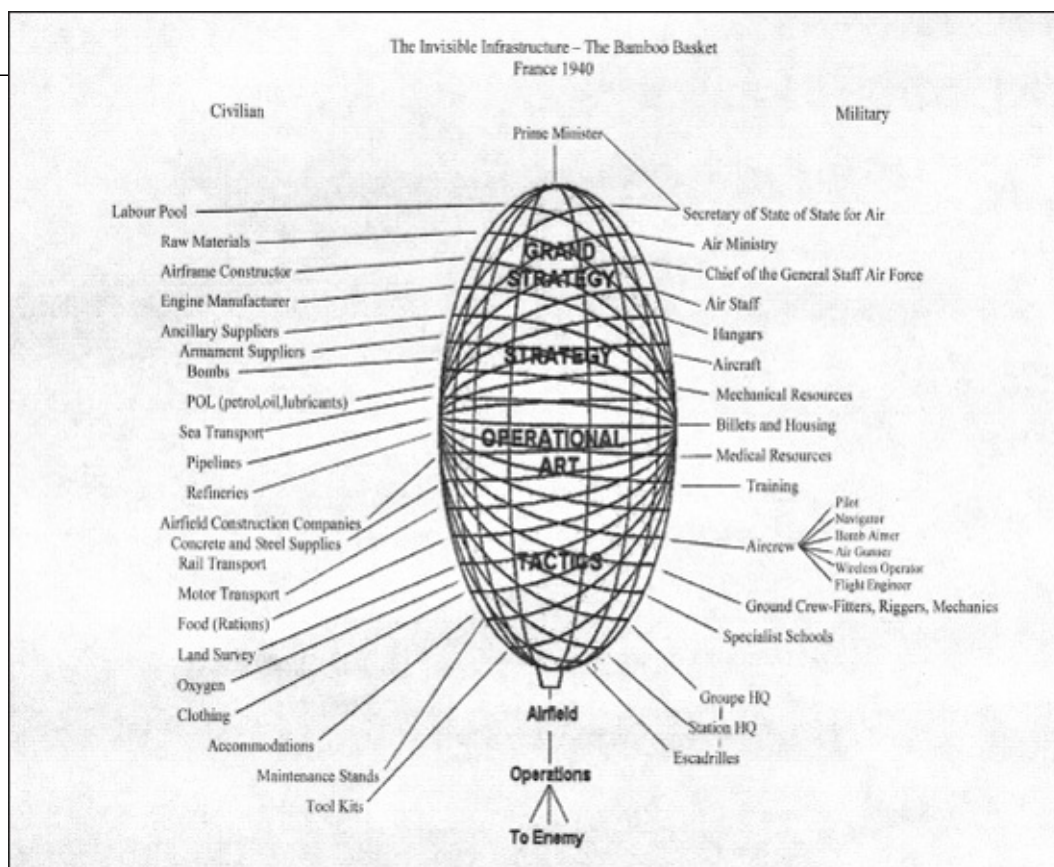 The Invisible Infrastructure – The Bamboo Basket
France 1940
Civilian
Military
Prime Minister
Labour Pool
Raw Materials
Airframe Constructor
Engine Manufacturer
Ancillary Suppliers
Armament Suppliers
Bombs
POL (petrol,oil,lubricants)
Sea Transport
Pipelines
Refineries
Airfield Construction Companies
Concrete and Steel Supplies
Rail Transport
Motor Transport
Food (Rations)
Land Survey
Oxygen
Clothing
Accommodations
Maintenance Stands
Tool Kits
GRAND
STRATEGY
STRATEGY
OPERATIONAL
ART
TACTICS
Airfield
Operations
To Enemy
Secretary of State of State for Air
Air Ministry
Chief of the General Staff Air Force
Air Staff
Hangars
Aircraft
Mechanical Resources
Billets and Housing
Medical Resources
Training
Aircrew
Pilot
Navigator
Bomb Aimer
Air Gunner
Wireless Operator
Flight Engineer
Ground Crew-Fitters, Riggers, Mechanics
Specialist Schools
Groupe HQ
Station HQ
Escadrilles